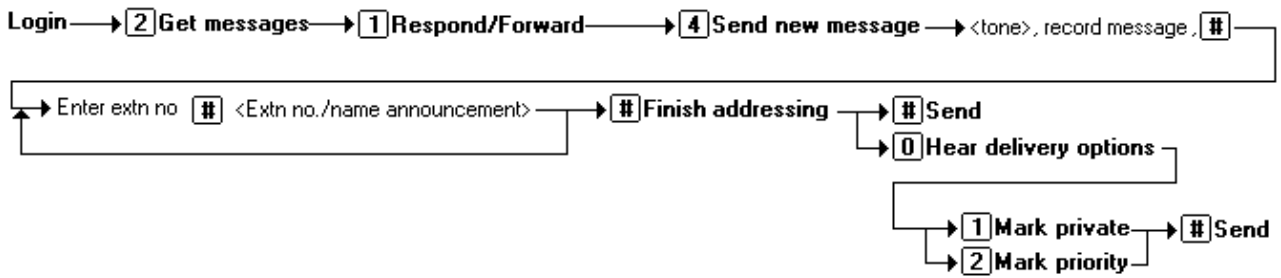 Login 2 Get messages 1 Respond/Forward 4 Send new message <tone>, record message, #
Enter extn no # <Extn no./name announcement> # Finish addressing # Send
0 Hear delivery options
1 Mark private # Send
2 Mark priority